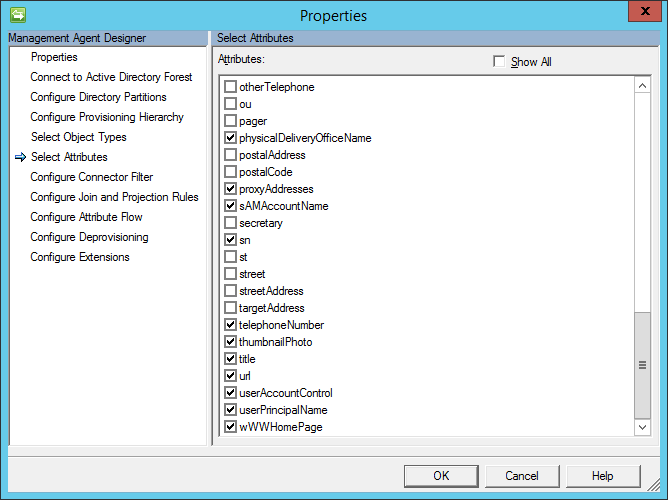 Properties
x
Management Agent Designer
Properties
Connect to Active Directory Forest
Configure Directory Partitions
Configure Provisioning Hierarchy
Select Object Types
Select Attributes
Configure Connector Filter
Configure Join and Projection Rules
Configure Attribute Flow
Configure Deprovisioning
Configure Extensions
Select Attributes
Attributes:
Show All
otherTelephone
ou
pager
physicalDeliveryOfficeName
postalAddress
postalCode
proxyAddresses
sAMAccountName
secretary
sn
st
street
streetAddress
targetAddress
telephoneNumber
thumbnailPhoto
title
url
userAccountControl
userPrincipalName
wWWHomePage
OK
Cancel
Help